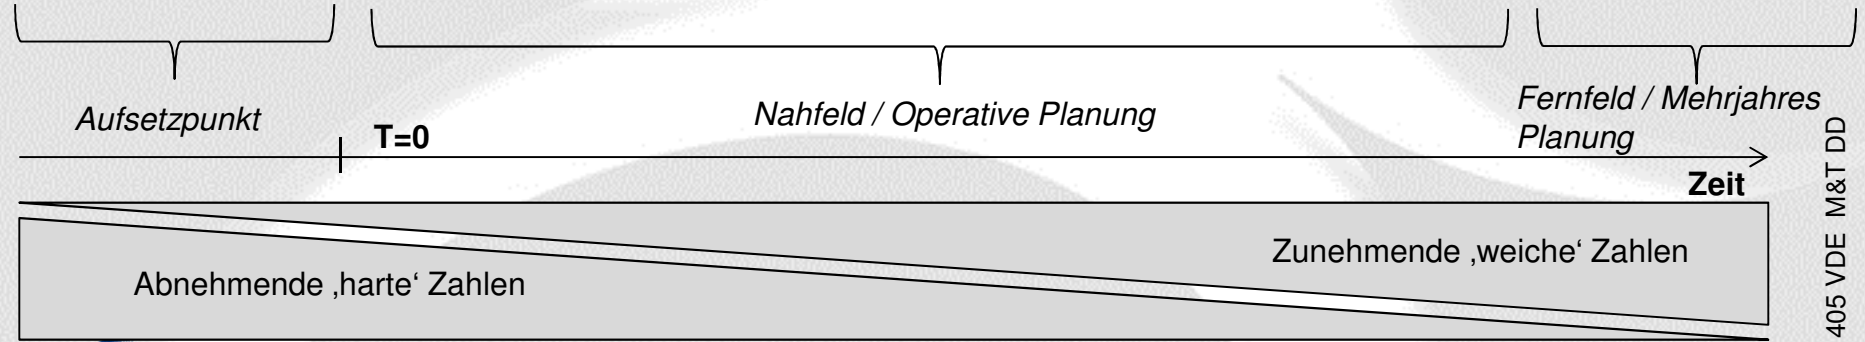 Aufsetzpunkt
T=0
Nahfeld / Operative Planung
Fernfeld / Mehrjahres
Planung
Zeit
Zunehmende ‚weiche‘ Zahlen
Abnehmende ‚harte‘ Zahlen
405 VDE M&T DD